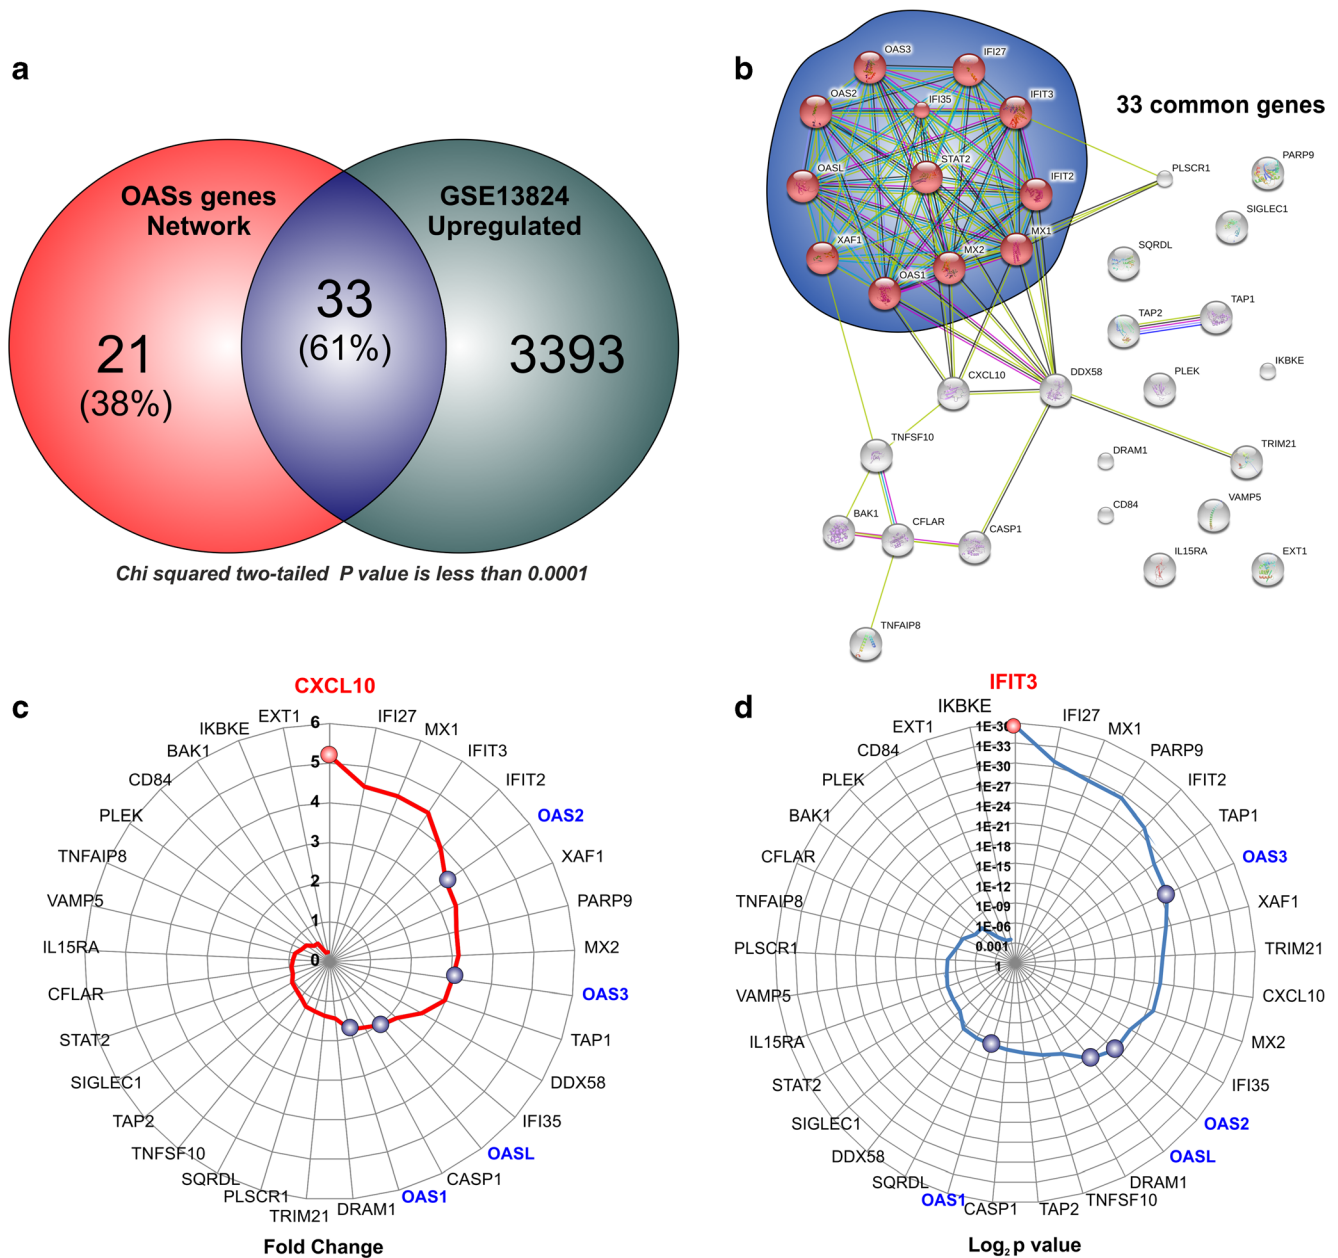 a
OASs genes
Network
GSE13824
Upregulated
21
(38%)
33
(61%)
3393
Chi squared two-tailed P value is less than 0.0001
b
33 common genes
OAS3
IFI27
OAS2
IFI35
IFIT3
OASL
STAT2
IFIT2
XAF1
MX2
MX1
OAS1
PLSCR1
PARP9
SIGLEC1
SQRDL
TAP2
TAP1
CXCL10
DDX58
PLEK
IKBKE
TNFSF10
DRAM1
TRIM21
BAK1
CFLAR
CASP1
CD84
VAMP5
IL15RA
EXT1
TNFAIP8
c
CXCL10
IFI27
MX1
IFIT3
IFIT2
OAS2
XAF1
PARP9
MX2
OAS3
TAP1
DDX58
IFI35
OASL
CASP1
OAS1
DRAM1
TRIM21
PLSCR1
SQRDL
TNFSF10
TAP2
SIGLEC1
STAT2
CFLAR
IL15RA
VAMP5
TNFAIP8
PLEK
CD84
BAK1
IKBKE
EXT1
6
5
4
3
2
1
0
Fold Change
d
IFIT3
IFI27
MX1
PARP9
IFIT2
TAP1
OAS3
XAF1
TRIM21
CXCL10
MX2
IFI35
OAS2
OASL
DRAM1
TNFSF10
TAP2
CASP1
OAS1
SQRDL
DDX58
SIGLEC1
STAT2
IL15RA
VAMP5
PLSCR1
TNFAIP8
CFLAR
BAK1
PLEK
CD84
EXT1
IKBKE
1E-33
1E-30
1E-27
1E-24
1E-21
1E-18
1E-15
1E-12
1E-09
1E-06
0.001
1
Log₂ p value